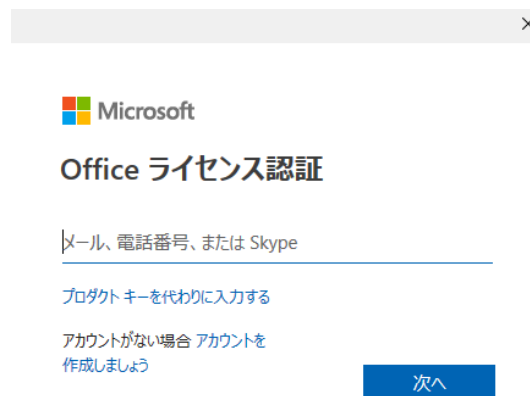 Microsoft
Office ライセンス認証
メール、電話番号、または Skype
プロダクト キーを代わりに入力する
アカウントがない場合 アカウントを
作成しましょう
次へ